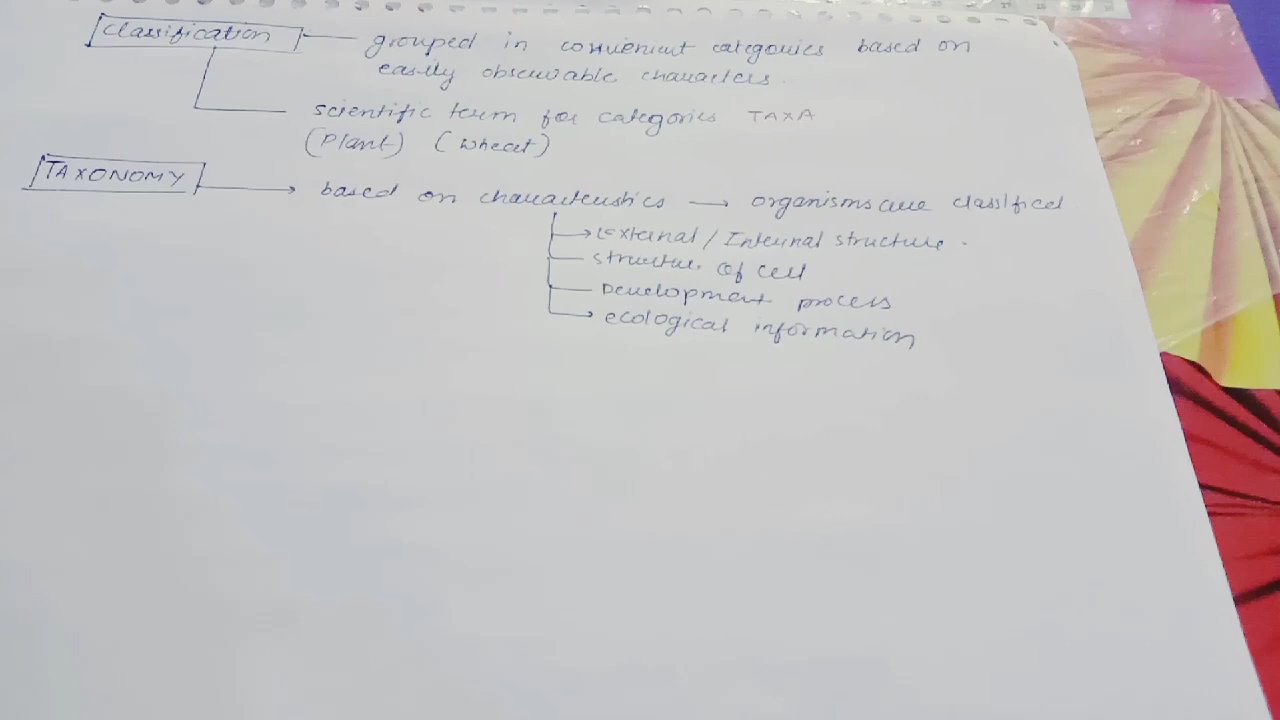 Classification
grouped in convienient categories based on
easily observable characters.
scientific term for categories TAXA
(Plant) (Wheat)
TAXONOMY
based on characteristics → organisms are classified
External / Internal structure.
structure of cell
Development process
ecological information